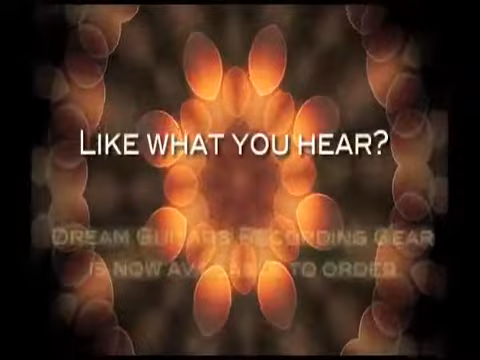 Like what you hear?
Dream Guitars Recording Gear
is now available to order